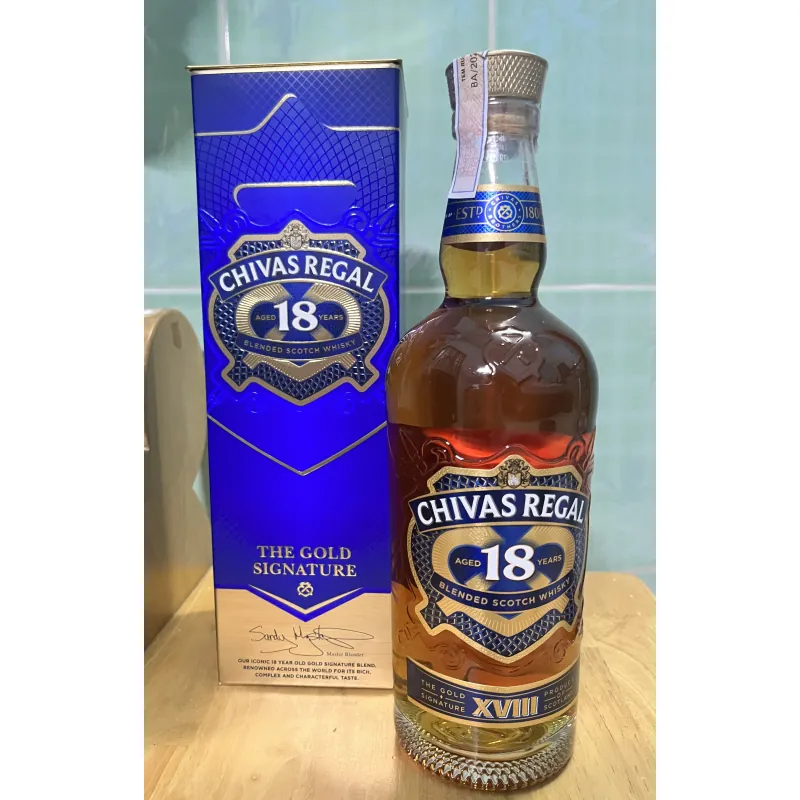 CHIVAS REGAL
AGED 18 YEARS
BLENDED SCOTCH WHISKY
THE GOLD
SIGNATURE
Master Blender
OUR ICONIC 18 YEAR OLD GOLD SIGNATURE BLEND,
RENOWNED ACROSS THE WORLD FOR ITS RICH,
COMPLEX AND CHARACTERFUL TASTE.
ESTD
CHIVAS
BROTHERS
CHIVAS REGAL
AGED 18 YEARS
BLENDED SCOTCH WHISKY
THE GOLD
SIGNATURE
XVIII